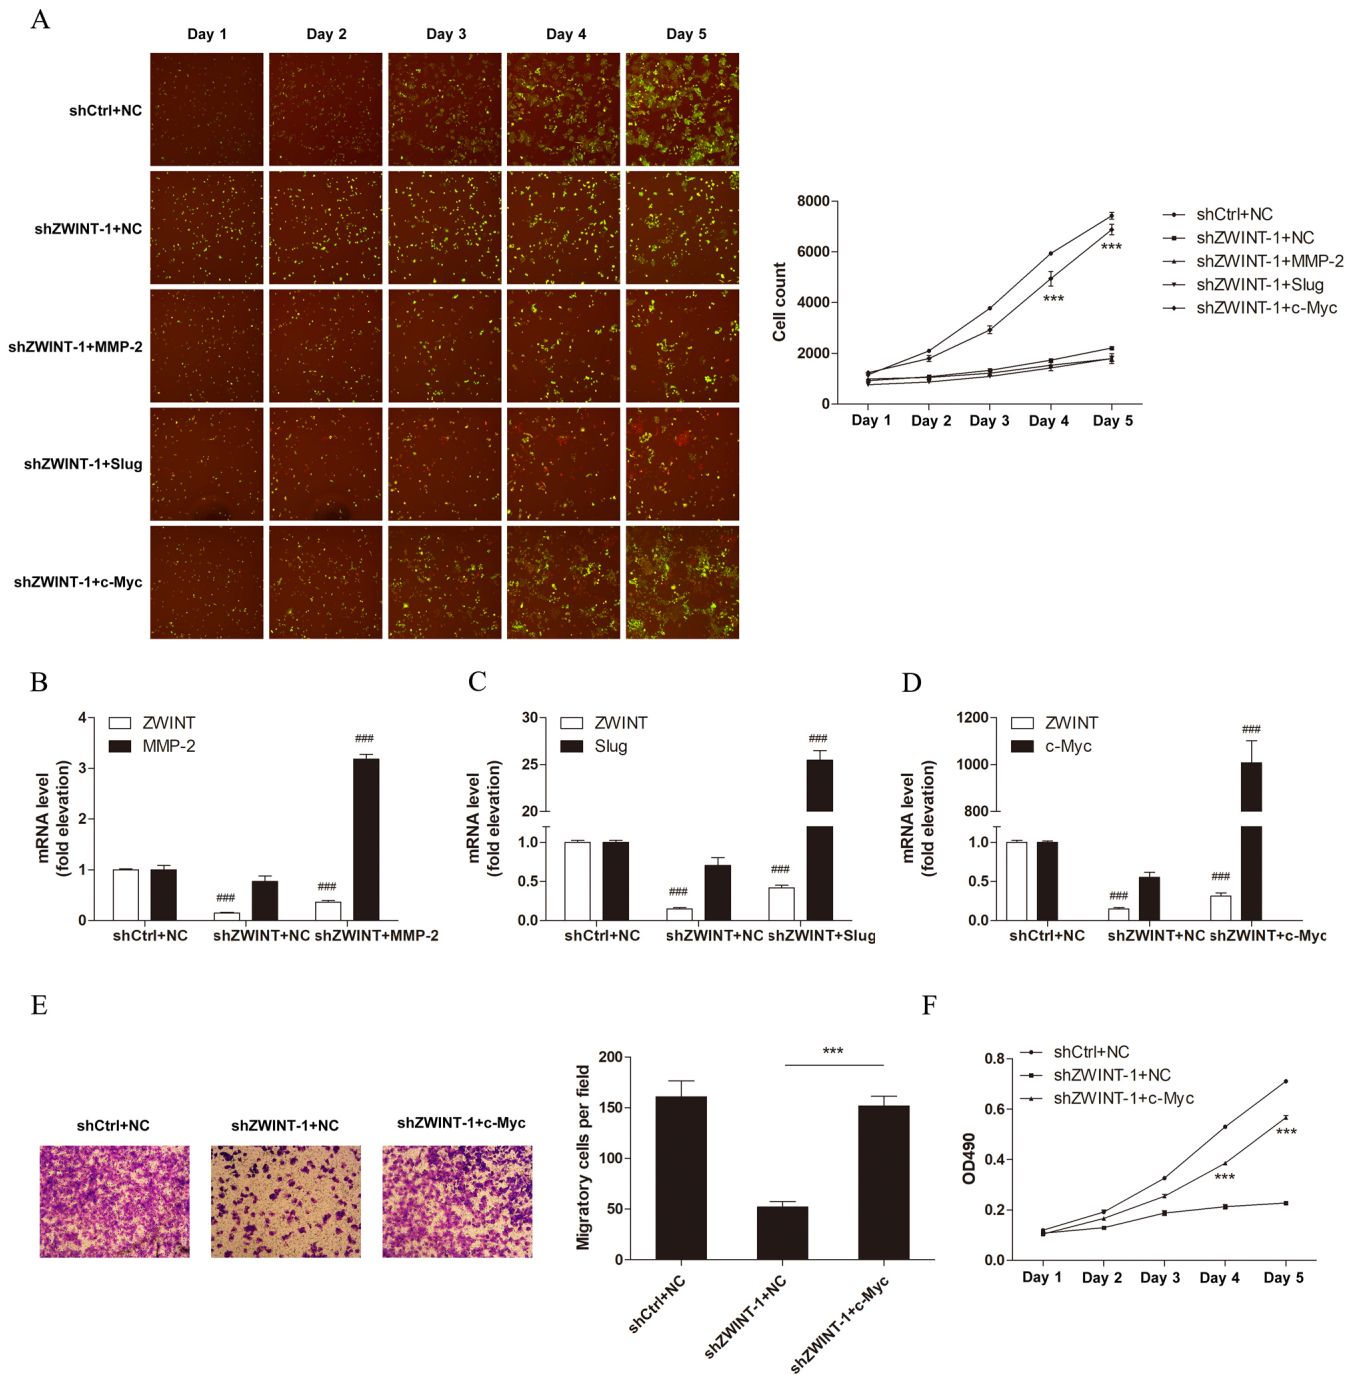 A
Day 1 Day 2 Day 3 Day 4 Day 5
shCtrl+NC
shZWINT-1+NC
shZWINT-1+MMP-2
shZWINT-1+Slug
shZWINT-1+c-Myc
8000
6000
4000
2000
0
Cell count
***
***
Day 1 Day 2 Day 3 Day 4 Day 5
shCtrl+NC
shZWINT-1+NC
shZWINT-1+MMP-2
shZWINT-1+Slug
shZWINT-1+c-Myc
B
mRNA level
(fold elevation)
4
3
2
1
0
ZWINT
MMP-2
###
###
###
shCtrl+NC shZWINT+NC shZWINT+MMP-2
C
mRNA level
(fold elevation)
30
25
20
1.0
0.5
0.0
ZWINT
Slug
###
###
###
shCtrl+NC shZWINT+NC shZWINT+Slug
D
mRNA level
(fold elevation)
1200
1000
800
1.0
0.5
0.0
ZWINT
c-Myc
###
###
###
shCtrl+NC shZWINT+NC shZWINT+c-Myc
E
shCtrl+NC shZWINT-1+NC shZWINT-1+c-Myc
Migratory cells per field
200
150
100
50
0
***
shCtrl+NC
shZWINT-1+NC
shZWINT-1+c-Myc
F
OD490
0.8
0.6
0.4
0.2
0.0
shCtrl+NC
shZWINT-1+NC
shZWINT-1+c-Myc
***
***
Day 1 Day 2 Day 3 Day 4 Day 5